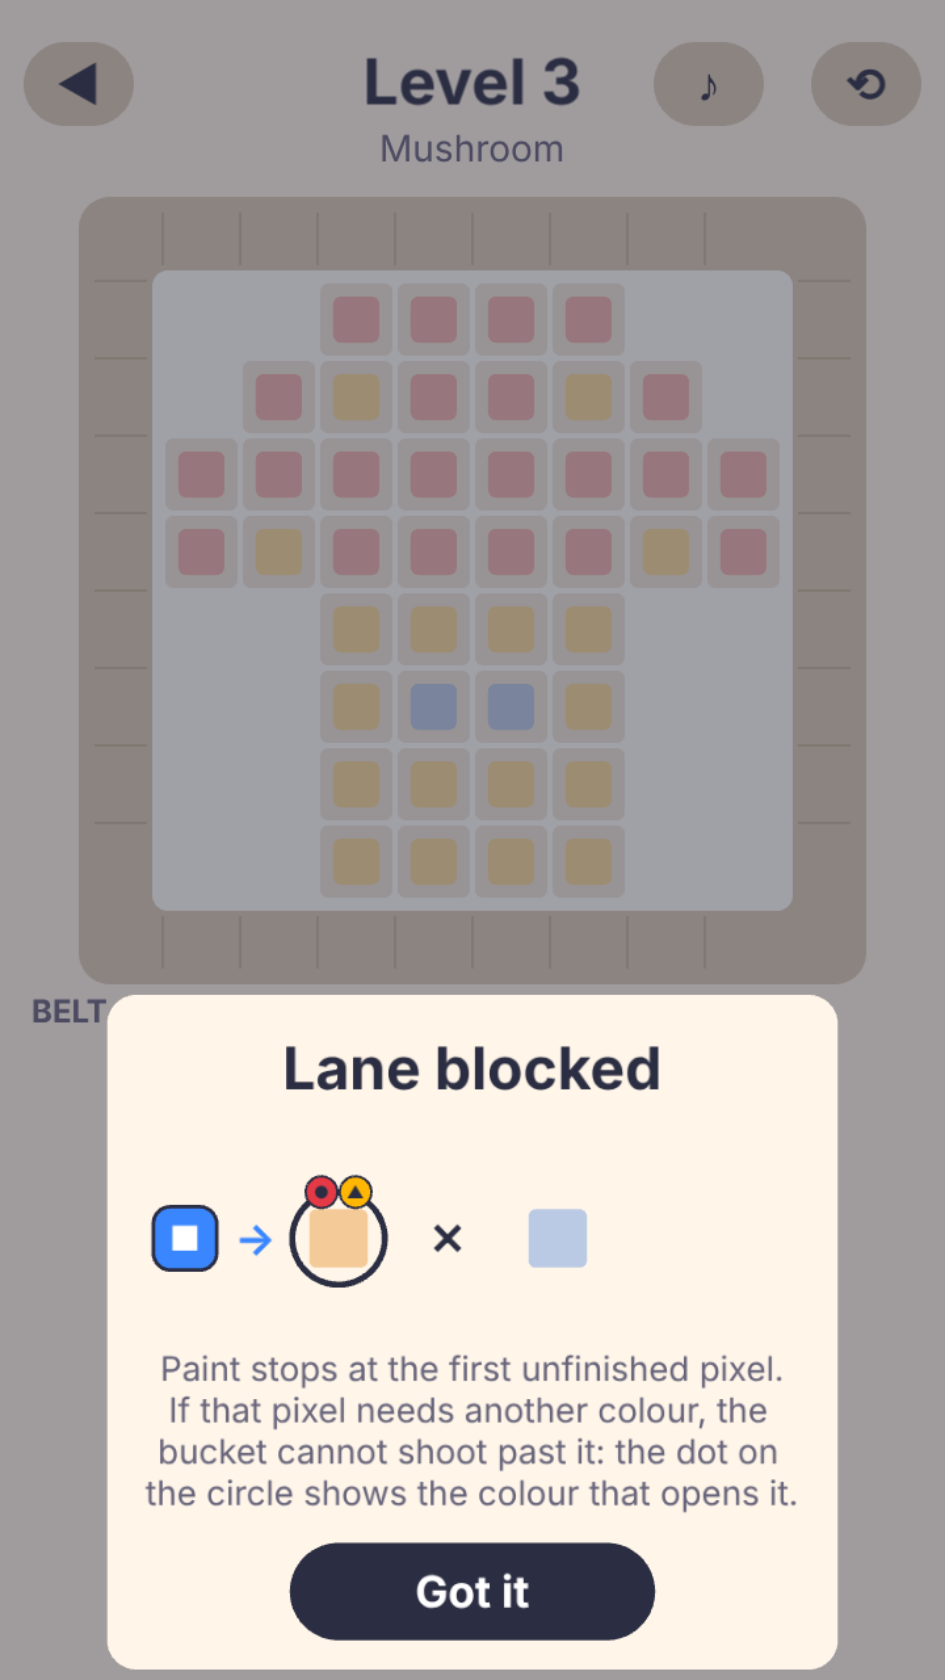 Level 3
Mushroom
BELT
Lane blocked
Paint stops at the first unfinished pixel.
If that pixel needs another colour, the
bucket cannot shoot past it: the dot on
the circle shows the colour that opens it.
Got it